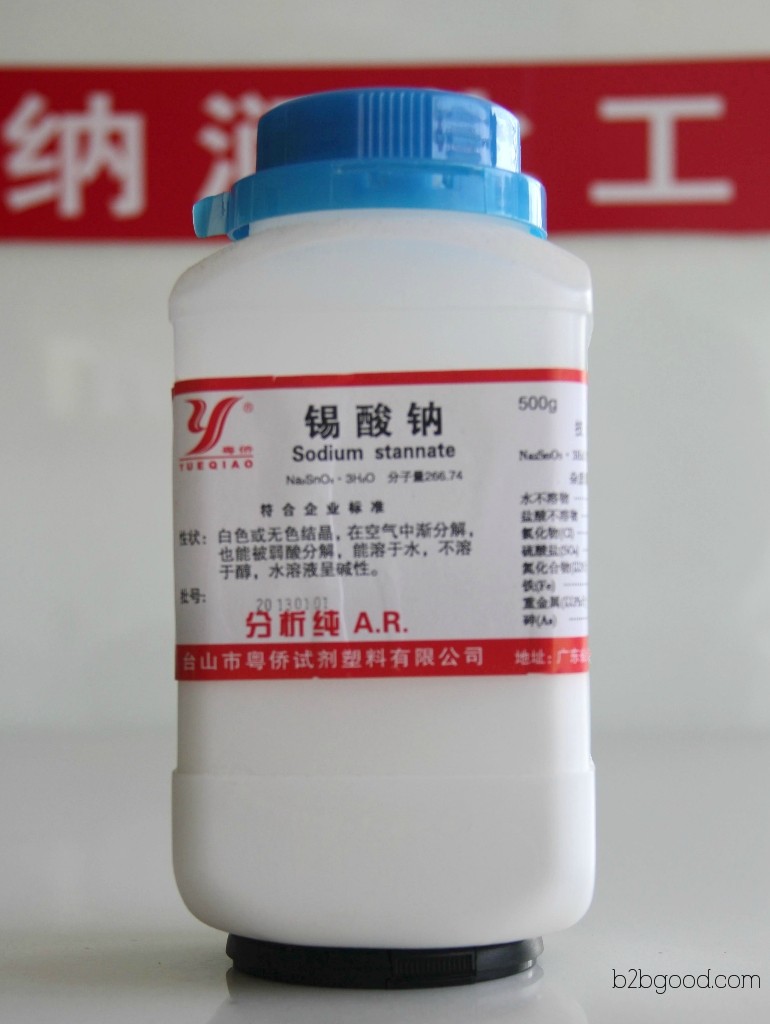 纳
工
粤侨
YUEQIAO
®
锡酸钠
Sodium stannate
Na₂SnO₃·3H₂O 分子量266.74
符合企业标准
性状: 白色或无色结晶,在空气中渐分解,
也能被弱酸分解,能溶于水,不溶
于醇,水溶液呈碱性。
批号:
20130101
分析纯 A.R.
台山市粤侨试剂塑料有限公司
500g
Na₂SnO₃·3H₂
水不溶物
盐酸不溶物
氯化物(Cl)
硫酸盐(SO₄)
氮化合物
铁(Fe)
重金属
砷(As)
地址:广东
b2bgood.com